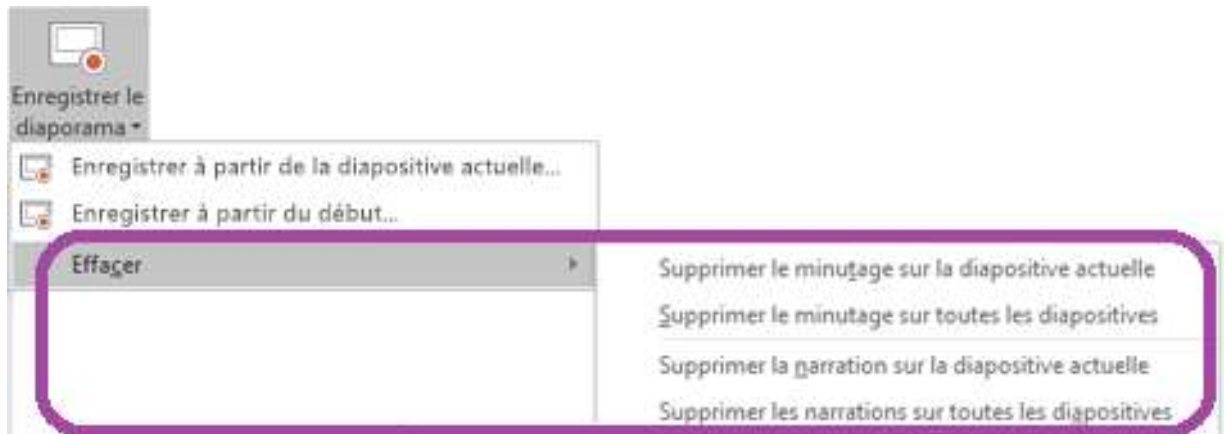 Enregistrer le
diaporama
Enregistrer à partir de la diapositive actuelle...
Enregistrer à partir du début...
Effacer
Supprimer le minutage sur la diapositive actuelle
Supprimer le minutage sur toutes les diapositives
Supprimer la narration sur la diapositive actuelle
Supprimer les narrations sur toutes les diapositives